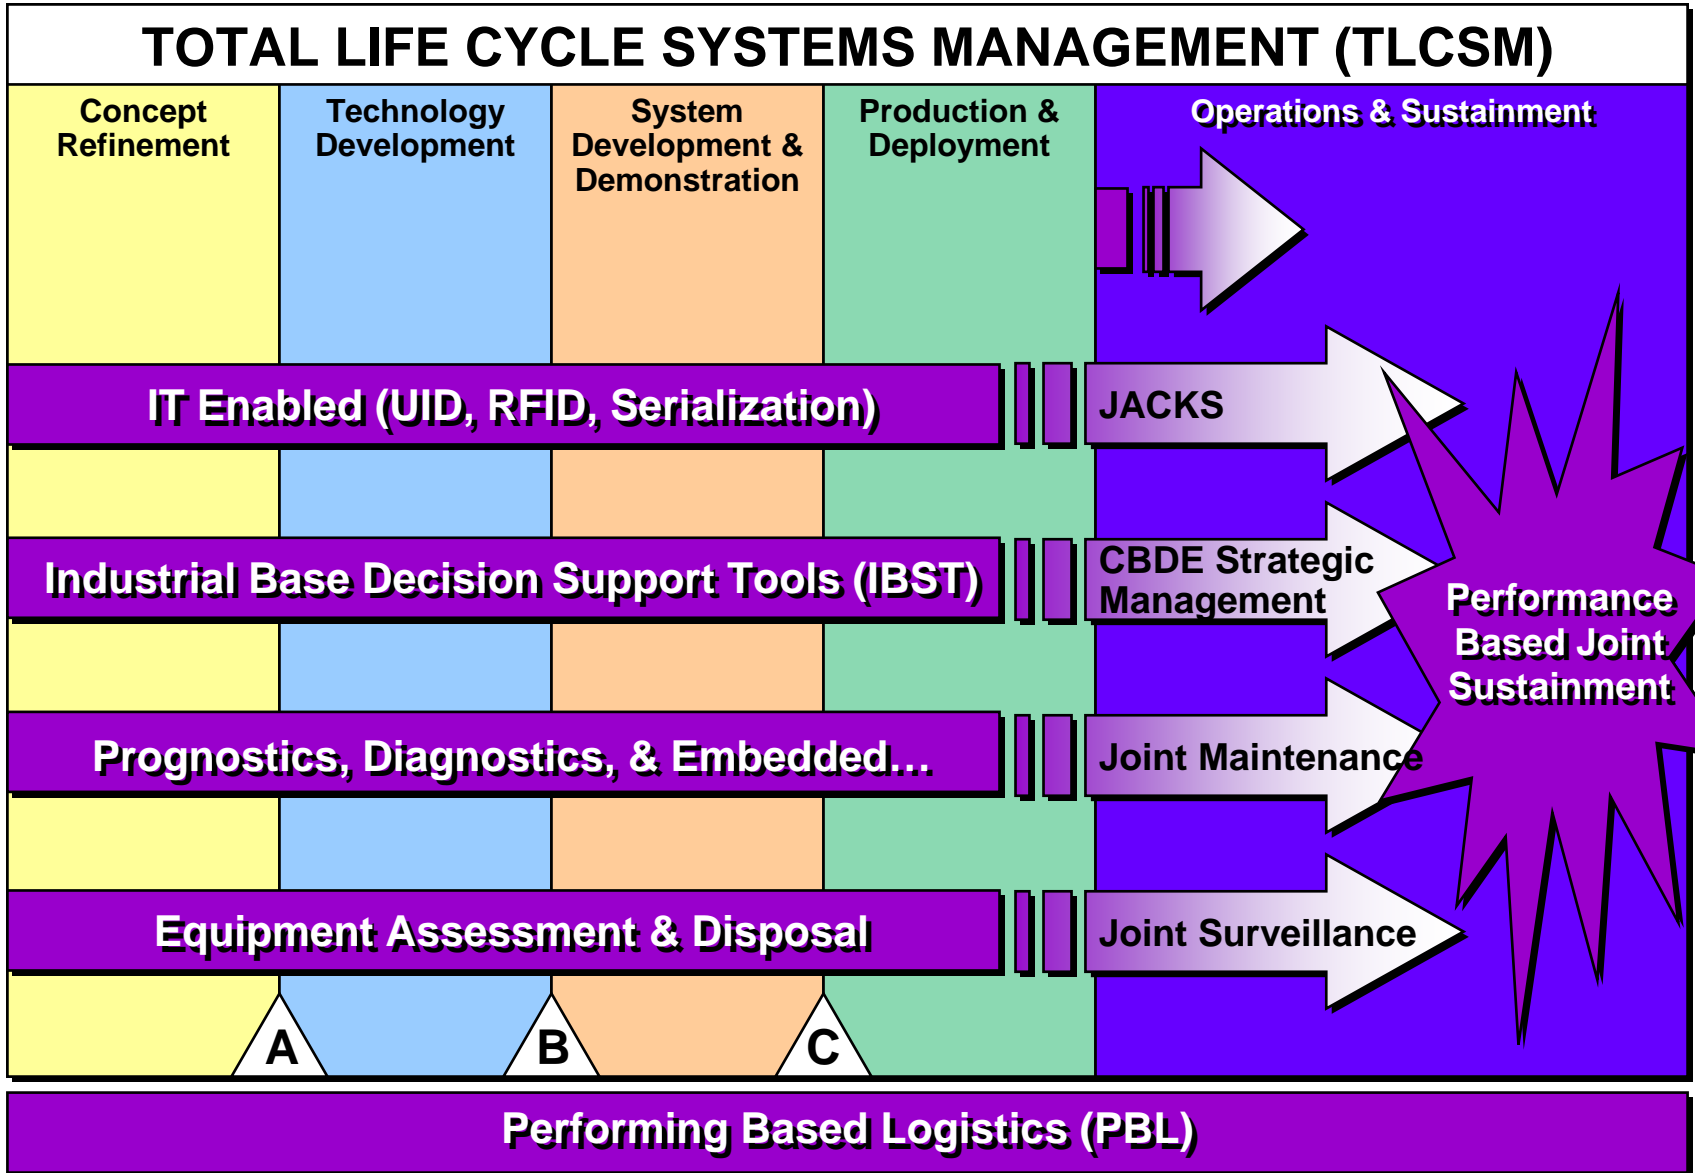 TOTAL LIFE CYCLE SYSTEMS MANAGEMENT (TLCSM)
Concept
Refinement
Technology
Development
System
Development &
Demonstration
Production &
Deployment
Operations & Sustainment
IT Enabled (UID, RFID, Serialization)
JACKS
Industrial Base Decision Support Tools (IBST)
CBDE Strategic
Management
Performance
Based Joint
Sustainment
Prognostics, Diagnostics, & Embedded…
Joint Maintenance
Equipment Assessment & Disposal
Joint Surveillance
A
B
C
Performing Based Logistics (PBL)